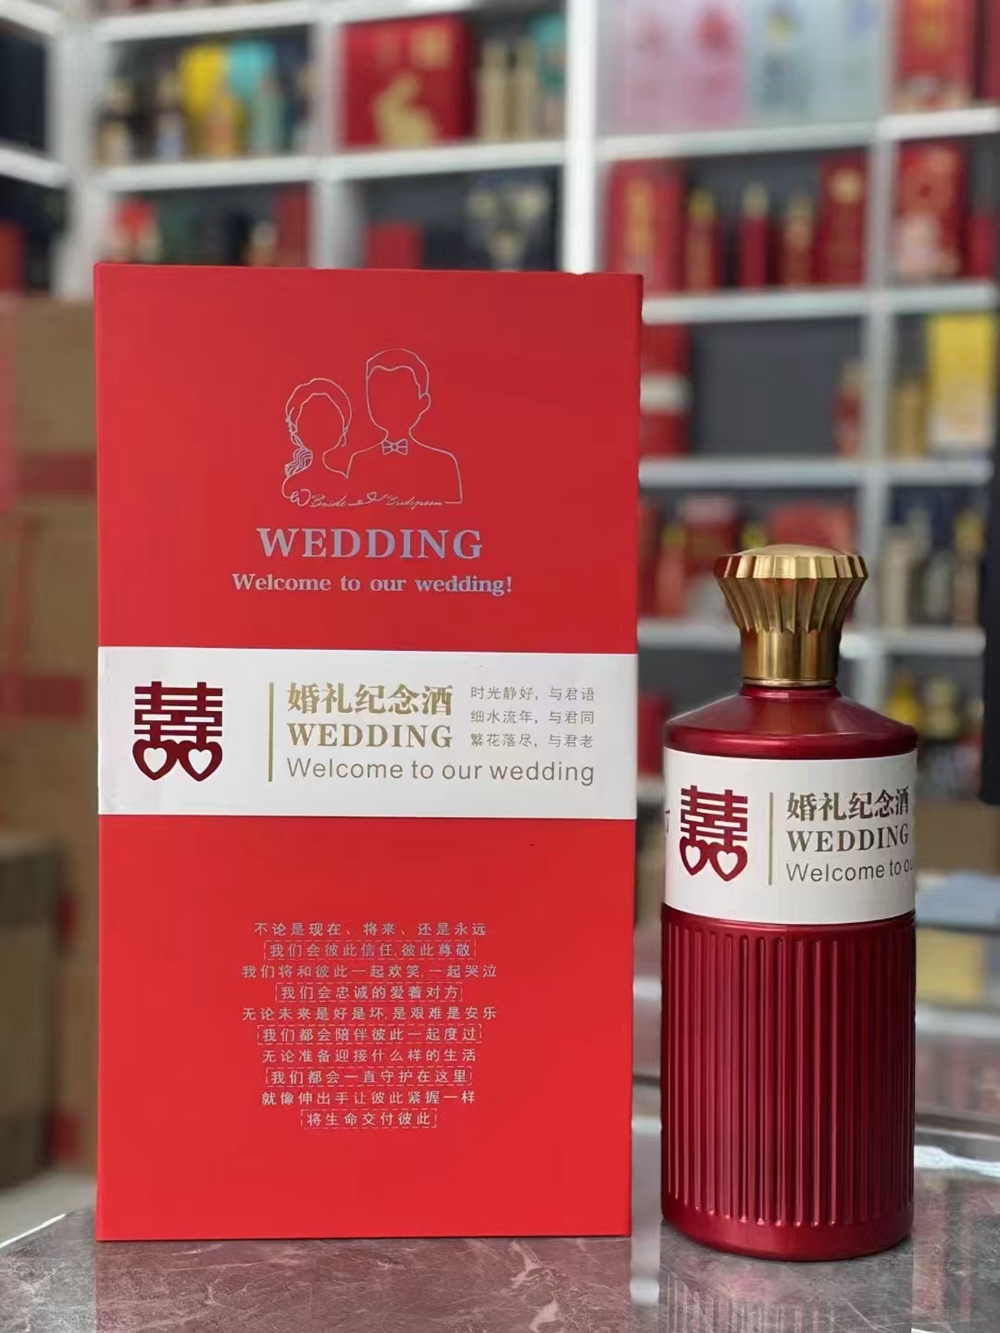 Bride Bridegroom
WEDDING
Welcome to our wedding!
囍
婚礼纪念酒
WEDDING
Welcome to our wedding
时光静好，与君语
细水流年，与君同
繁花落尽，与君老
不论是现在、将来、还是永远
我们会彼此信任,彼此尊敬
我们将和彼此一起欢笑,一起哭泣
我们会忠诚的爱着对方
无论未来是好是坏,是艰难是安乐
我们都会陪伴彼此一起度过
无论准备迎接什么样的生活
我们都会一直守护在这里
就像伸出手让彼此紧握一样
将生命交付彼此
囍
婚礼纪念酒
WEDDING
Welcome to ou